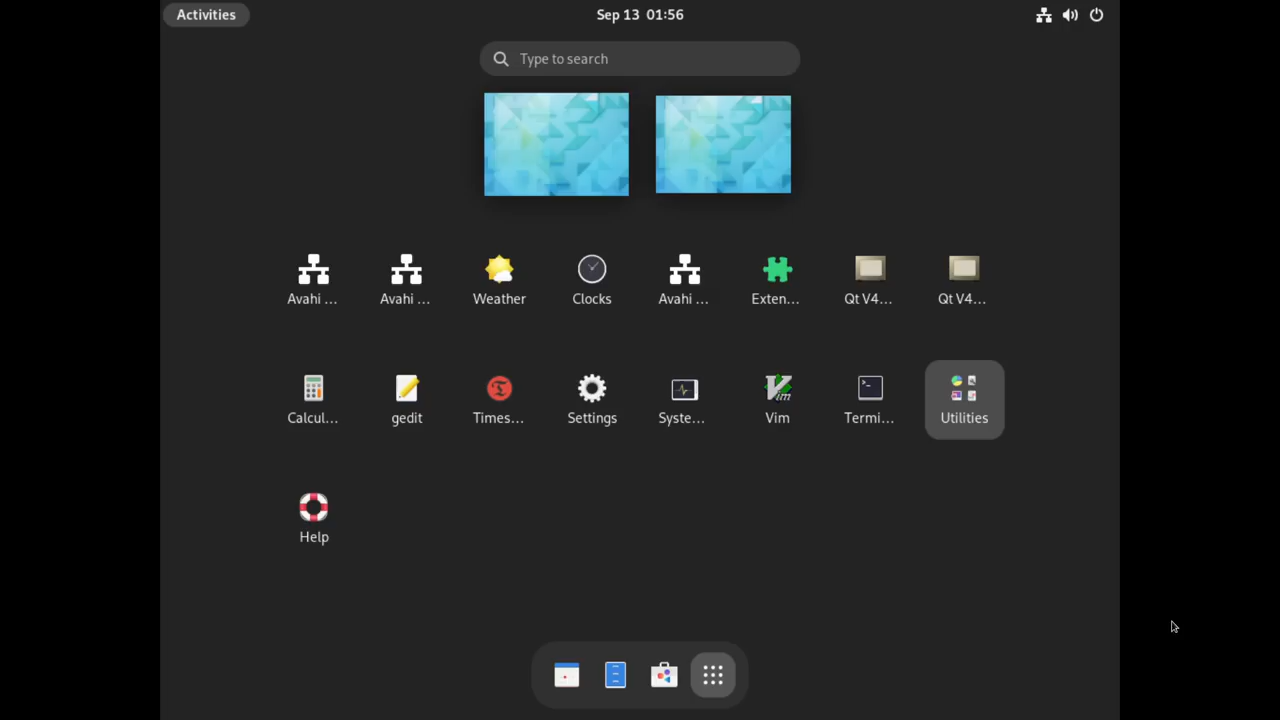 Activities
Sep 13 01:56
Type to search
Avahi ...
Avahi ...
Weather
Clocks
Avahi ...
Exten...
Qt V4...
Qt V4...
Calcul...
gedit
Times...
Settings
Syste...
Vim
Termi...
Utilities
Help